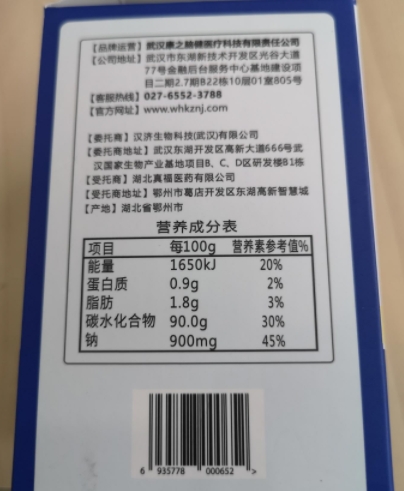 【品牌运营】武汉康之脑健医疗科技有限责任公司
【公司地址】武汉市东湖新技术开发区光谷大道
77号金融后台服务中心基地建设项
目二期2.7期B22栋10层01室805号
【客服热线】027-6552-3788
【官方网址】www.whkznj.com
【委托商】汉济生物科技(武汉)有限公司
【委托商地址】武汉东湖开发区高新大道666号武
汉国家生物产业基地项目B、C、D区研发楼B1栋
【受托商】湖北真福医药有限公司
【受托商地址】鄂州市葛店开发区东湖高新智慧城
【产地】湖北省鄂州市
营养成分表
项目 每100g 营养素参考值%
能量 1650kJ 20%
蛋白质 0.9g 2%
脂肪 1.8g 3%
碳水化合物 90.0g 30%
钠 900mg 45%
6 935778 000652 >